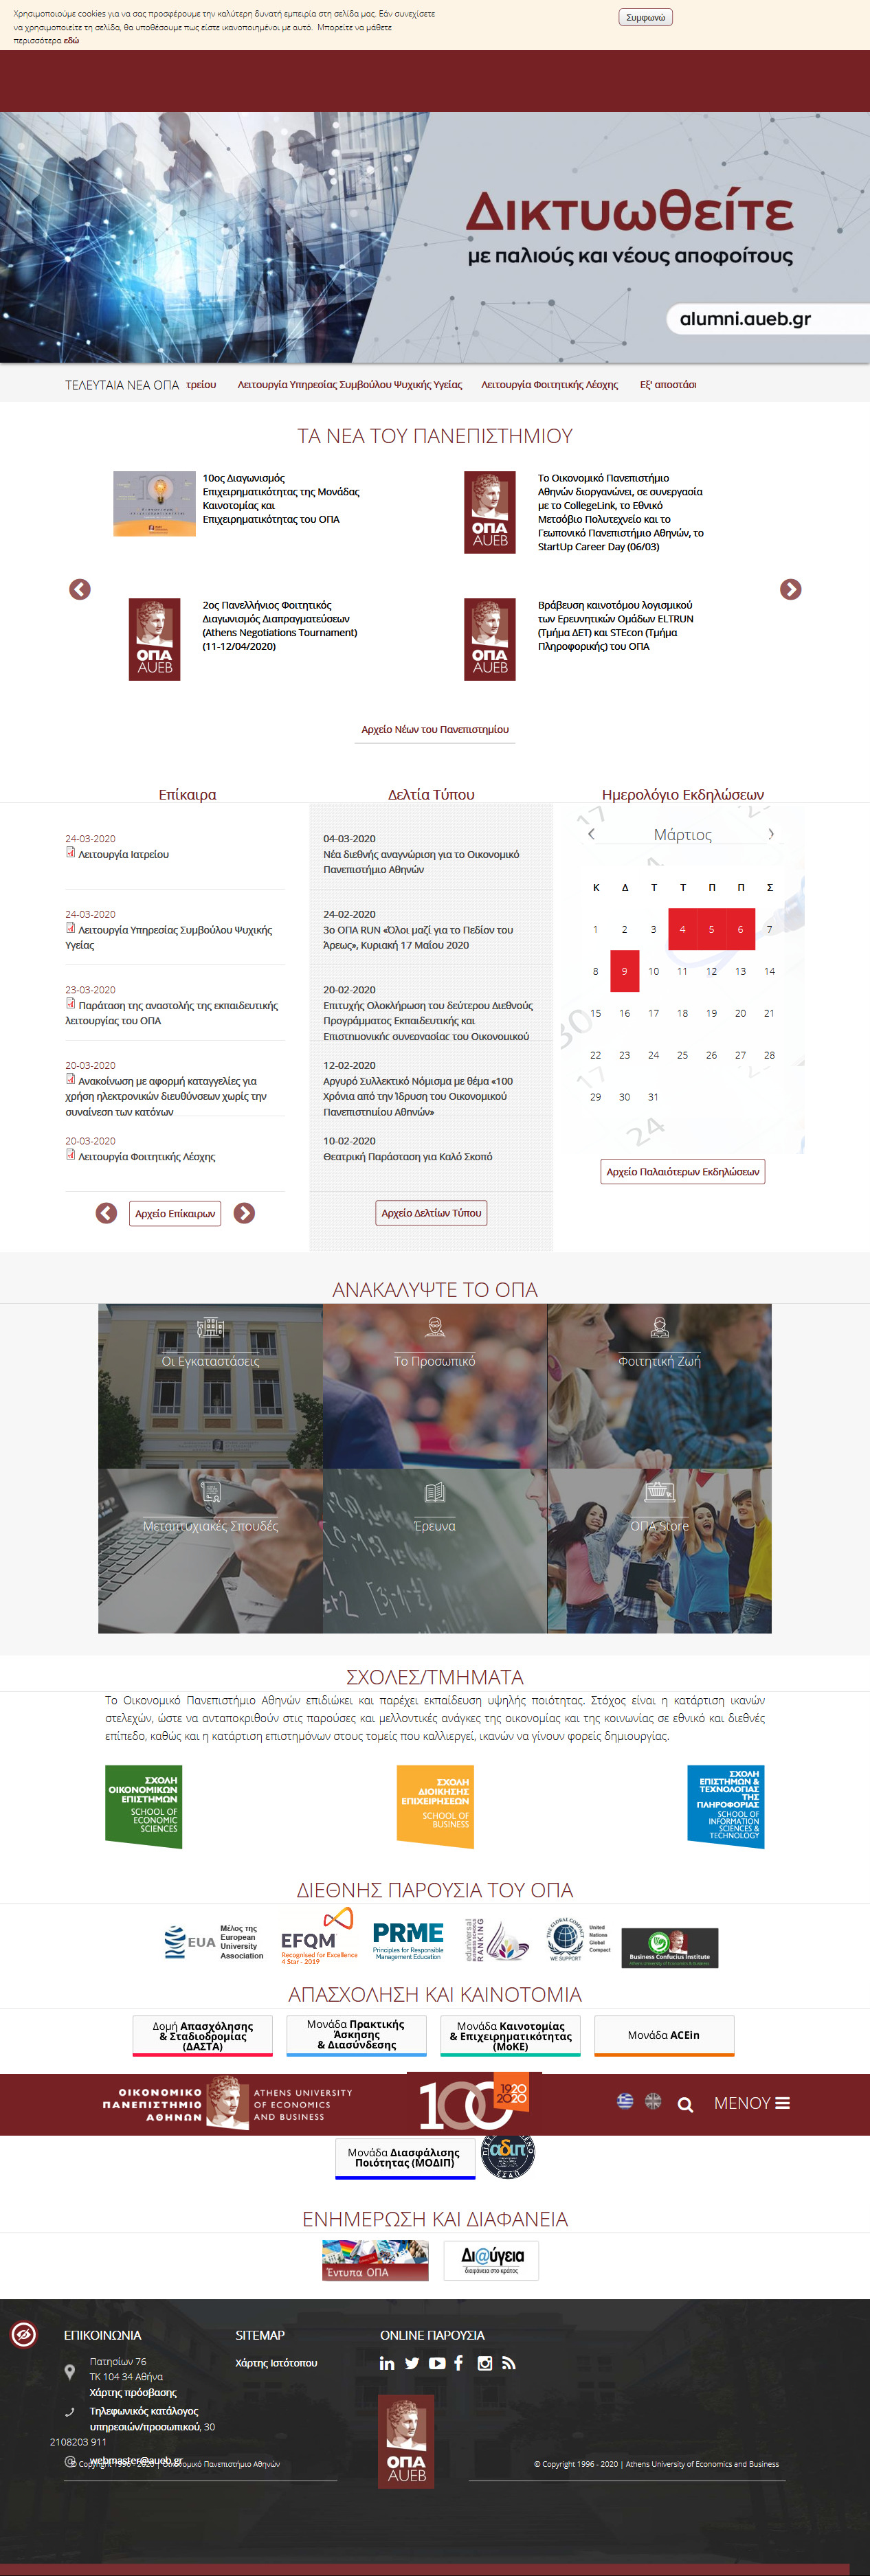 Χρησιμοποιούμε cookies για να σας προσφέρουμε την καλύτερη δυνατή εμπειρία στη σελίδα μας. Εάν συνεχίσετε
να χρησιμοποιείτε τη σελίδα, θα υποθέσουμε πως είστε ικανοποιημένοι με αυτό.  Μπορείτε να μάθετε
περισσότερα εδώ
Συμφωνώ
Δικτυωθείτε
με παλιούς και νέους αποφοίτους
alumni.aueb.gr
ΤΕΛΕΥΤΑΙΑ ΝΕΑ ΟΠΑ
τρείου
Λειτουργία Υπηρεσίας Συμβούλου Ψυχικής Υγείας
Λειτουργία Φοιτητικής Λέσχης
Εξ' αποστάσ
ΤΑ ΝΕΑ ΤΟΥ ΠΑΝΕΠΙΣΤΗΜΙΟΥ
10ος Διαγωνισμός
Επιχειρηματικότητας της Μονάδας
Καινοτομίας και
Επιχειρηματικότητας του ΟΠΑ
ΟΠΑ
AUEB
Το Οικονομικό Πανεπιστήμιο
Αθηνών διοργανώνει, σε συνεργασία
με το CollegeLink, το Εθνικό
Μετσόβιο Πολυτεχνείο και το
Γεωπονικό Πανεπιστήμιο Αθηνών, το
StartUp Career Day (06/03)
ΟΠΑ
AUEB
2ος Πανελλήνιος Φοιτητικός
Διαγωνισμός Διαπραγματεύσεων
(Athens Negotiations Tournament)
(11-12/04/2020)
ΟΠΑ
AUEB
Βράβευση καινοτόμου λογισμικού
των Ερευνητικών Ομάδων ELTRUN
(Τμήμα ΔΕΤ) και STEcon (Τμήμα
Πληροφορικής) του ΟΠΑ
Αρχείο Νέων του Πανεπιστημίου
Επίκαιρα
24-03-2020
Λειτουργία Ιατρείου
24-03-2020
Λειτουργία Υπηρεσίας Συμβούλου Ψυχικής
Υγείας
23-03-2020
Παράταση της αναστολής της εκπαιδευτικής
λειτουργίας του ΟΠΑ
20-03-2020
Ανακοίνωση με αφορμή καταγγελίες για
χρήση ηλεκτρονικών διευθύνσεων χωρίς την
συναίνεση των κατόχων
20-03-2020
Λειτουργία Φοιτητικής Λέσχης
Αρχείο Επίκαιρων
Δελτία Τύπου
04-03-2020
Νέα διεθνής αναγνώριση για το Οικονομικό
Πανεπιστήμιο Αθηνών
24-02-2020
3ο ΟΠΑ RUN «Όλοι μαζί για το Πεδίον του
Άρεως», Κυριακή 17 Μαΐου 2020
20-02-2020
Επιτυχής Ολοκλήρωση του δεύτερου Διεθνούς
Προγράμματος Εκπαιδευτικής και
Επιστημονικής συνεργασίας του Οικονομικού
12-02-2020
Αργυρό Συλλεκτικό Νόμισμα με θέμα «100
Χρόνια από την Ίδρυση του Οικονομικού
Πανεπιστημίου Αθηνών»
10-02-2020
Θεατρική Παράσταση για Καλό Σκοπό
Αρχείο Δελτίων Τύπου
Ημερολόγιο Εκδηλώσεων
Μάρτιος
Κ Δ Τ Τ Π Π Σ
1 2 3 4 5 6 7
8 9 10 11 12 13 14
15 16 17 18 19 20 21
22 23 24 25 26 27 28
29 30 31
Αρχείο Παλαιότερων Εκδηλώσεων
ΑΝΑΚΑΛΥΨΤΕ ΤΟ ΟΠΑ
Οι Εγκαταστάσεις
Το Προσωπικό
Φοιτητική Ζωή
Μεταπτυχιακές Σπουδές
Έρευνα
ΟΠΑ Store
ΣΧΟΛΕΣ/ΤΜΗΜΑΤΑ
Το Οικονομικό Πανεπιστήμιο Αθηνών επιδιώκει και παρέχει εκπαίδευση υψηλής ποιότητας. Στόχος είναι η κατάρτιση ικανών
στελεχών, ώστε να ανταποκριθούν στις παρούσες και μελλοντικές ανάγκες της οικονομίας και της κοινωνίας σε εθνικό και διεθνές
επίπεδο, καθώς και η κατάρτιση επιστημόνων στους τομείς που καλλιεργεί, ικανών να γίνουν φορείς δημιουργίας.
ΣΧΟΛΗ
ΟΙΚΟΝΟΜΙΚΩΝ
ΕΠΙΣΤΗΜΩΝ
SCHOOL OF
ECONOMIC
SCIENCES
ΣΧΟΛΗ
ΔΙΟΙΚΗΣΗΣ
ΕΠΙΧΕΙΡΗΣΕΩΝ
SCHOOL OF
BUSINESS
ΣΧΟΛΗ
ΕΠΙΣΤΗΜΩΝ &
ΤΕΧΝΟΛΟΓΙΑΣ
ΤΗΣ
ΠΛΗΡΟΦΟΡΙΑΣ
SCHOOL OF
INFORMATION
SCIENCES &
TECHNOLOGY
ΔΙΕΘΝΗΣ ΠΑΡΟΥΣΙΑ ΤΟΥ ΟΠΑ
EUA
Μέλος της
European
University
Association
EFQM
Recognised for Excellence
4 Star - 2019
PRME
Principles for Responsible
Management Education
eduniversal
BUSINESS SCHOOLS
RANKING
THE GLOBAL COMPACT
WE SUPPORT
United
Nations
Global
Compact
Business Confucius Institute
Athens University of Economics & Business
ΑΠΑΣΧΟΛΗΣΗ ΚΑΙ ΚΑΙΝΟΤΟΜΙΑ
Δομή Απασχόλησης
& Σταδιοδρομίας
(ΔΑΣΤΑ)
Μονάδα Πρακτικής
Άσκησης
& Διασύνδεσης
Μονάδα Καινοτομίας
& Επιχειρηματικότητας
(ΜοΚΕ)
Μονάδα ACEin
ΟΙΚΟΝΟΜΙΚΟ
ΠΑΝΕΠΙΣΤΗΜΙΟ
ΑΘΗΝΩΝ
ATHENS UNIVERSITY
OF ECONOMICS
AND BUSINESS
100
1920
2020
ΜΕΝΟΥ
Μονάδα Διασφάλισης
Ποιότητας (ΜΟΔΙΠ)
αδιπ
ΕΣΔΠ
ΕΝΗΜΕΡΩΣΗ ΚΑΙ ΔΙΑΦΑΝΕΙΑ
Έντυπα ΟΠΑ
Δι@ύγεια
διαφάνεια στο κράτος
ΕΠΙΚΟΙΝΩΝΙΑ
Πατησίων 76
ΤΚ 104 34 Αθήνα
Χάρτης πρόσβασης
Τηλεφωνικός κατάλογος
υπηρεσιών/προσωπικού, 30
2108203 911
webmaster@aueb.gr
© Copyright 1996 - 2020 | Οικονομικό Πανεπιστήμιο Αθηνών
SITEMAP
Χάρτης Ιστότοπου
ONLINE ΠΑΡΟΥΣΙΑ
ΟΠΑ
AUEB
© Copyright 1996 - 2020 | Athens University of Economics and Business